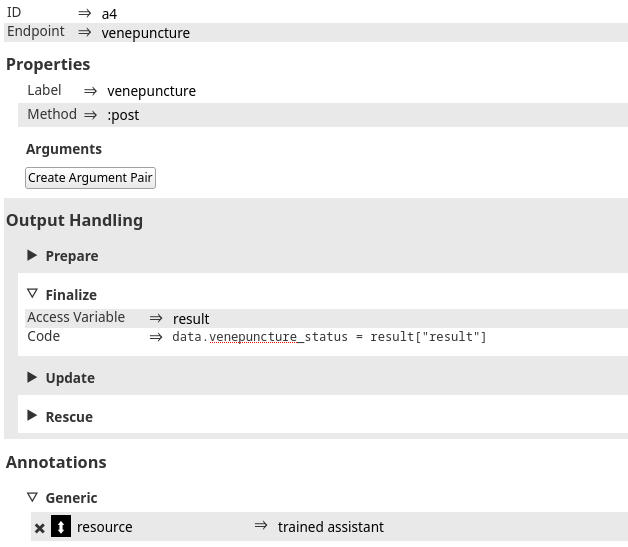 ID ⇒ a4
Endpoint ⇒ venepuncture
Properties
Label ⇒ venepuncture
Method ⇒ :post
Arguments
Create Argument Pair
Output Handling
▶ Prepare
▽ Finalize
Access Variable ⇒ result
Code ⇒ data.venepuncture_status = result["result"]
▶ Update
▶ Rescue
Annotations
▽ Generic
✖ resource ⇒ trained assistant